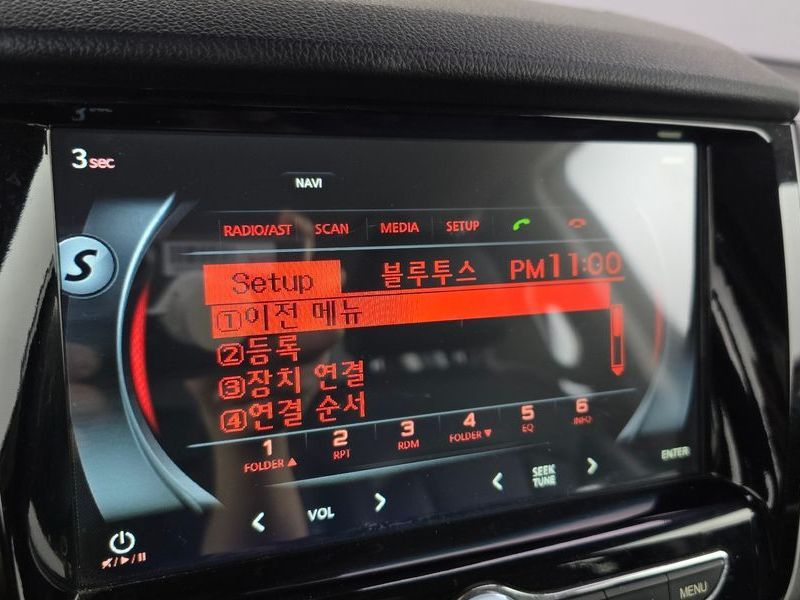 3sec
NAVI
RADIO/AST SCAN MEDIA SETUP
S
Setup 블루투스 PM 11:00
①이전 메뉴
②등록
③장치 연결
④연결 순서
1 2 3 4 5 6
FOLDER▲ RPT RDM FOLDER▼ EQ INFO
< VOL > < SEEK TUNE > ENTER
MENU